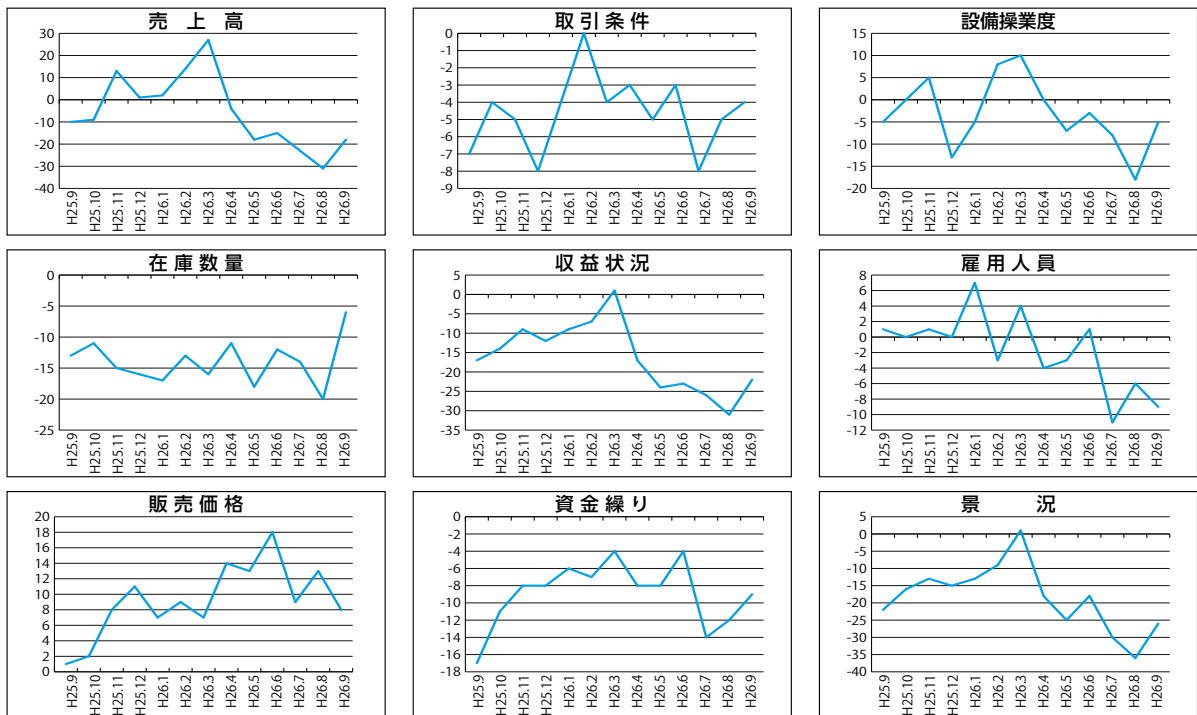 売上高
30
20
10
0
-10
-20
-30
-40
H25.9
H25.10
H25.11
H25.12
H26.1
H26.2
H26.3
H26.4
H26.5
H26.6
H26.7
H26.8
H26.9
取引条件
0
-1
-2
-3
-4
-5
-6
-7
-8
-9
H25.9
H25.10
H25.11
H25.12
H26.1
H26.2
H26.3
H26.4
H26.5
H26.6
H26.7
H26.8
H26.9
設備操業度
15
10
5
0
-5
-10
-15
-20
H25.9
H25.10
H25.11
H25.12
H26.1
H26.2
H26.3
H26.4
H26.5
H26.6
H26.7
H26.8
H26.9
在庫数量
0
-5
-10
-15
-20
-25
H25.9
H25.10
H25.11
H25.12
H26.1
H26.2
H26.3
H26.4
H26.5
H26.6
H26.7
H26.8
H26.9
収益状況
5
0
-5
-10
-15
-20
-25
-30
-35
H25.9
H25.10
H25.11
H25.12
H26.1
H26.2
H26.3
H26.4
H26.5
H26.6
H26.7
H26.8
H26.9
雇用人員
8
6
4
2
0
-2
-4
-6
-8
-10
-12
H25.9
H25.10
H25.11
H25.12
H26.1
H26.2
H26.3
H26.4
H26.5
H26.6
H26.7
H26.8
H26.9
販売価格
20
18
16
14
12
10
8
6
4
2
0
H25.9
H25.10
H25.11
H25.12
H26.1
H26.2
H26.3
H26.4
H26.5
H26.6
H26.7
H26.8
H26.9
資金繰り
0
-2
-4
-6
-8
-10
-12
-14
-16
-18
H25.9
H25.10
H25.11
H25.12
H26.1
H26.2
H26.3
H26.4
H26.5
H26.6
H26.7
H26.8
H26.9
景況
5
0
-5
-10
-15
-20
-25
-30
-35
-40
H25.9
H25.10
H25.11
H25.12
H26.1
H26.2
H26.3
H26.4
H26.5
H26.6
H26.7
H26.8
H26.9